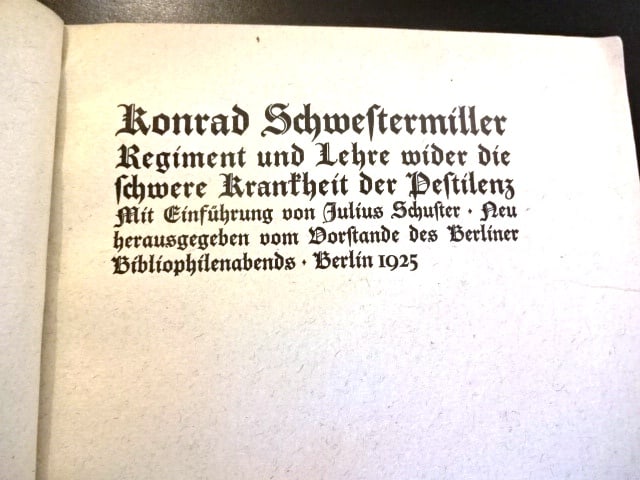 Konrad Schwestermiller
Regiment und Lehre wider die
schwere Krankheit der Pestilenz
Mit Einführung von Julius Schuster · Neu
herausgegeben vom Vorstande des Berliner
Bibliophilenabends · Berlin 1925